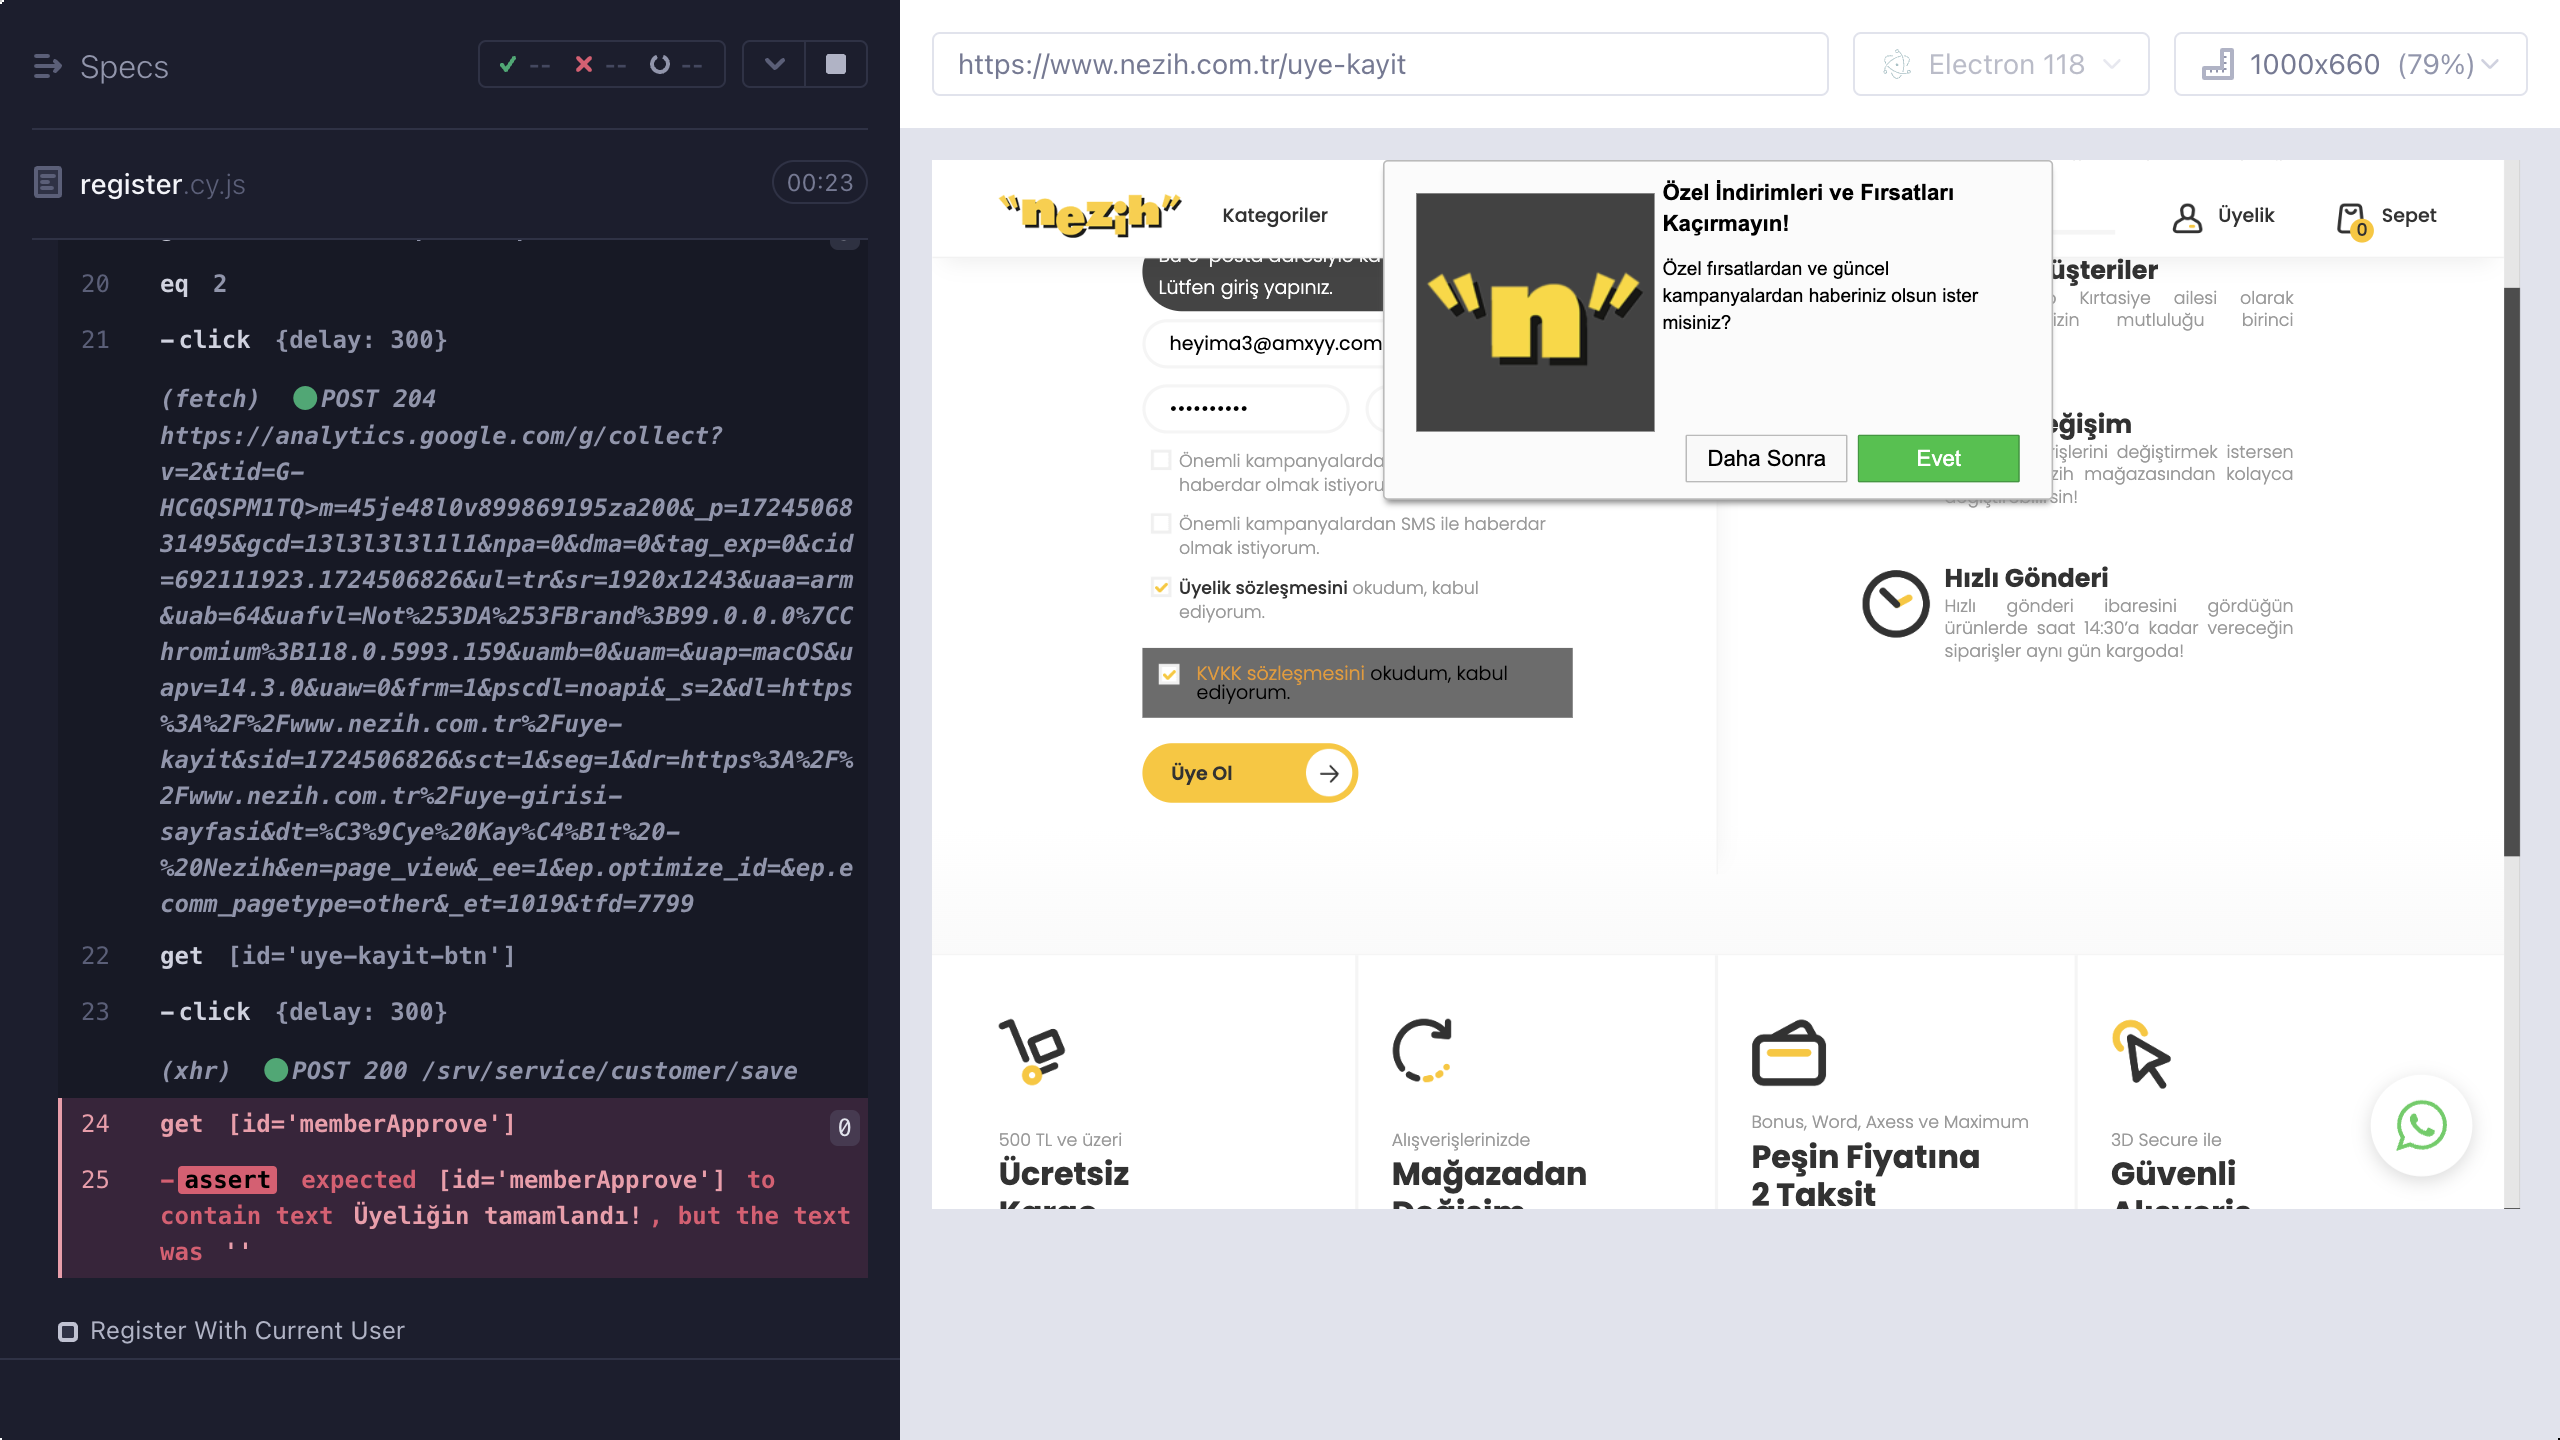 Specs
-- -- --
register.cy.js
00:23
20 eq 2
21 -click {delay: 300}
(fetch) POST 204
https://analytics.google.com/g/collect?
v=2&tid=G-
HCGQSPM1TQ>m=45je48l0v899869195za200&_p=17245068
31495&gcd=13l3l3l3l1l1&npa=0&dma=0&tag_exp=0&cid
=692111923.1724506826&ul=tr&sr=1920x1243&uaa=arm
&uab=64&uafvl=Not%253DA%253FBrand%3B99.0.0.0%7CC
hromium%3B118.0.5993.159&uamb=0&uam=&uap=macOS&u
apv=14.3.0&uaw=0&frm=1&pscdl=noapi&_s=2&dl=https
%3A%2F%2Fwww.nezih.com.tr%2Fuye-
kayit&sid=1724506826&sct=1&seg=1&dr=https%3A%2F%
2Fwww.nezih.com.tr%2Fuye-girisi-
sayfasi&dt=%C3%9Cye%20Kay%C4%B1t%20-
%20Nezih&en=page_view&_ee=1&ep.optimize_id=&ep.e
comm_pagetype=other&_et=1019&tfd=7799
22 get [id='uye-kayit-btn']
23 -click {delay: 300}
(xhr) POST 200 /srv/service/customer/save
24 get [id='memberApprove'] 0
25 -assert expected [id='memberApprove'] to
contain text Üyeliğin tamamlandı!, but the text
was ''
Register With Current User
https://www.nezih.com.tr/uye-kayit
Electron 118
1000x660 (79%)
"nezih"
Kategoriler
Üyelik
0 Sepet
Lütfen giriş yapınız.
heyima3@amxyy.com
••••••••••
Önemli kampanyalarda
haberdar olmak istiyoru
Önemli kampanyalardan SMS ile haberdar
olmak istiyorum.
Üyelik sözleşmesini okudum, kabul
ediyorum.
KVKK sözleşmesini okudum, kabul
ediyorum.
Üye Ol
"n"
Özel İndirimleri ve Fırsatları
Kaçırmayın!
Özel fırsatlardan ve güncel
kampanyalardan haberiniz olsun ister
misiniz?
Daha Sonra
Evet
üşteriler
Kırtasiye ailesi olarak
izin mutluluğu birinci
eğişim
işlerini değiştirmek istersen
zih mağazasından kolayca
sin!
Hızlı Gönderi
Hızlı gönderi ibaresini gördüğün
ürünlerde saat 14:30'a kadar vereceğin
siparişler aynı gün kargoda!
500 TL ve üzeri
Ücretsiz
Alışverişlerinizde
Mağazadan
Değişim
Bonus, Word, Axess ve Maximum
Peşin Fiyatına
2 Taksit
3D Secure ile
Güvenli
Alışveriş